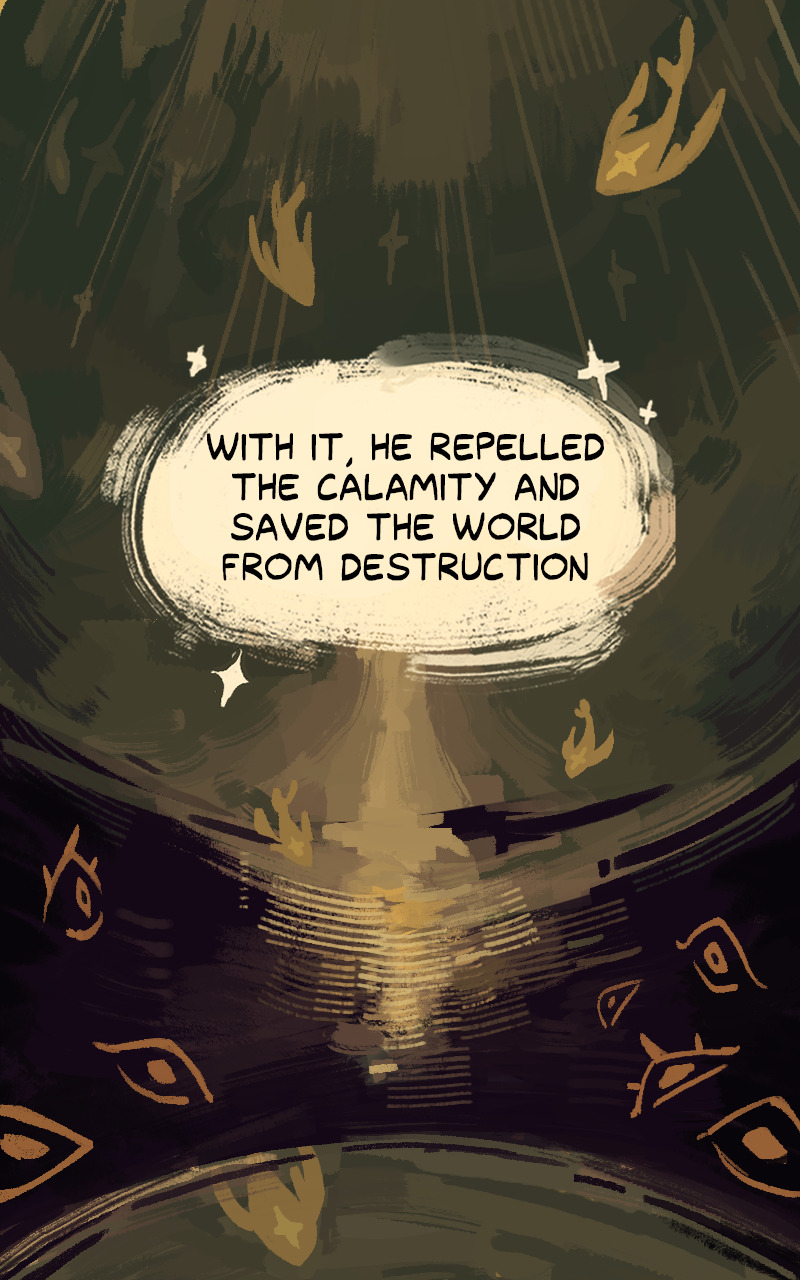 WITH IT, HE REPELLED
THE CALAMITY AND
SAVED THE WORLD
FROM DESTRUCTION